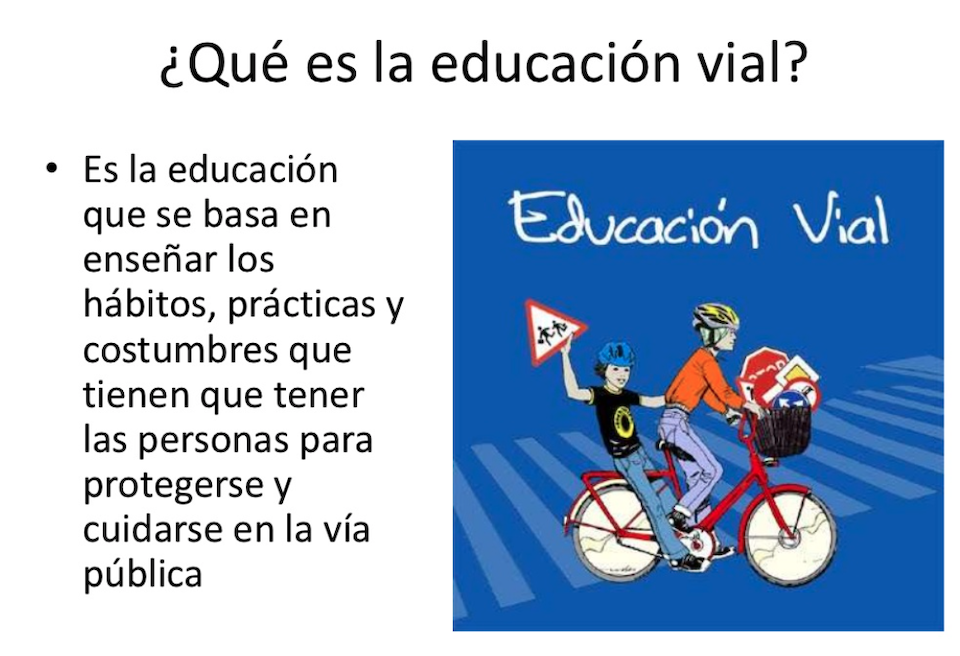 ¿Qué es la educación vial?
• Es la educación
que se basa en
enseñar los
hábitos, prácticas y
costumbres que
tienen que tener
las personas para
protegerse y
cuidarse en la vía
pública
Educación Vial
STOP